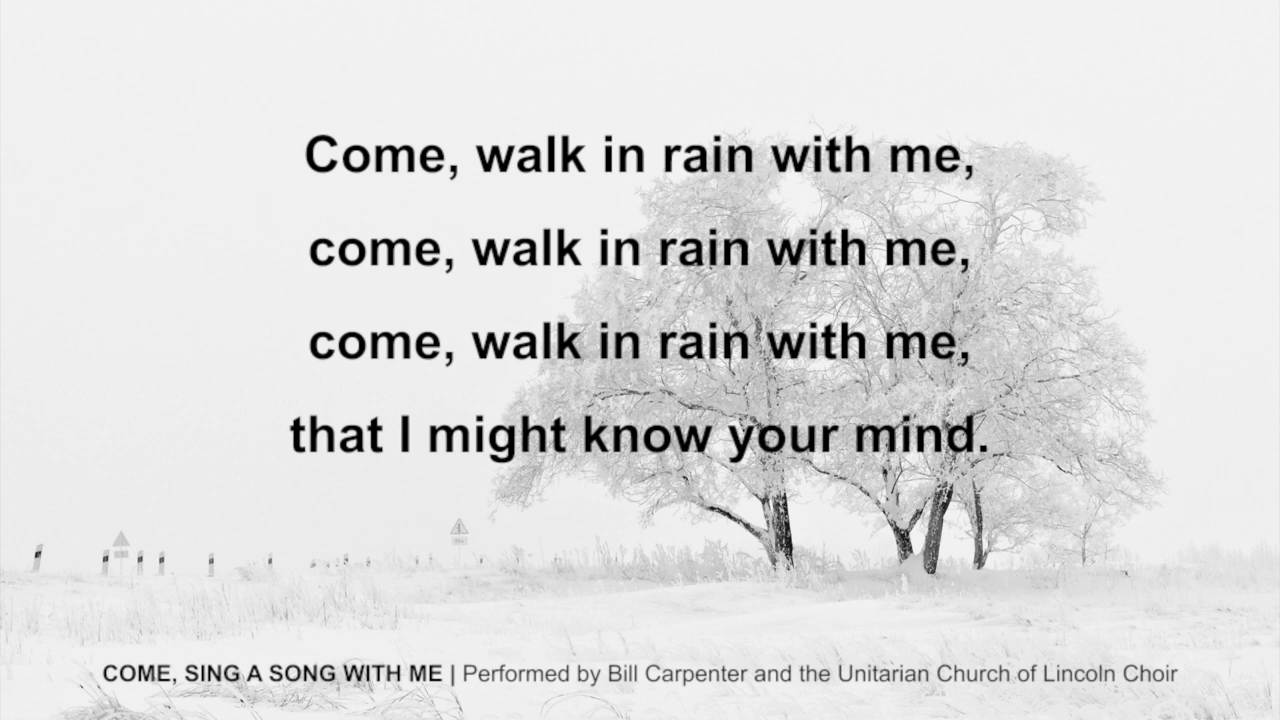 Come, walk in rain with me,
come, walk in rain with me,
come, walk in rain with me,
that I might know your mind.
COME, SING A SONG WITH ME | Performed by Bill Carpenter and the Unitarian Church of Lincoln Choir